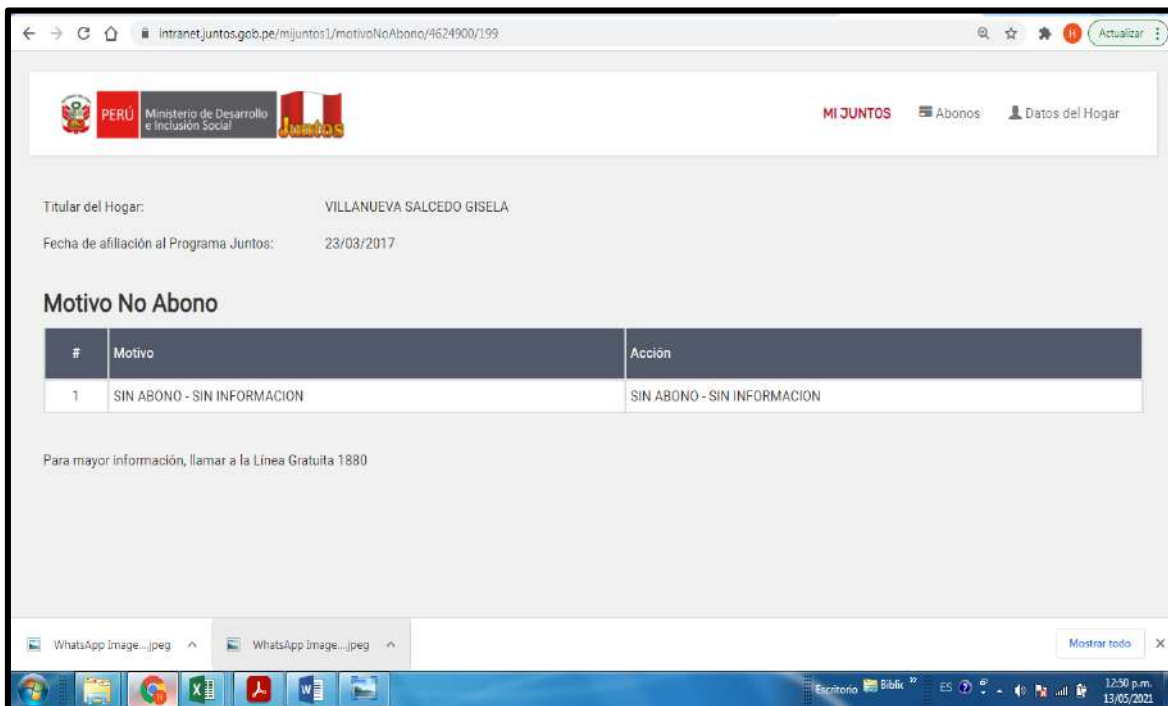 intranet.juntos.gob.pe/mijuntos1/motivoNoAbono/4624900/199
Actualizar
H
PERÚ
Ministerio de Desarrollo
e Inclusión Social
Juntos
MI JUNTOS
Abonos
Datos del Hogar
Titular del Hogar: VILLANUEVA SALCEDO GISELA
Fecha de afiliación al Programa Juntos: 23/03/2017
Motivo No Abono
# Motivo Acción
1 SIN ABONO - SIN INFORMACION SIN ABONO - SIN INFORMACION
Para mayor información, llamar a la Línea Gratuita 1880
WhatsApp Image....jpeg
WhatsApp Image....jpeg
Mostrar todo
Escritorio
Biblic
ES
12:50 p.m.
13/05/2021